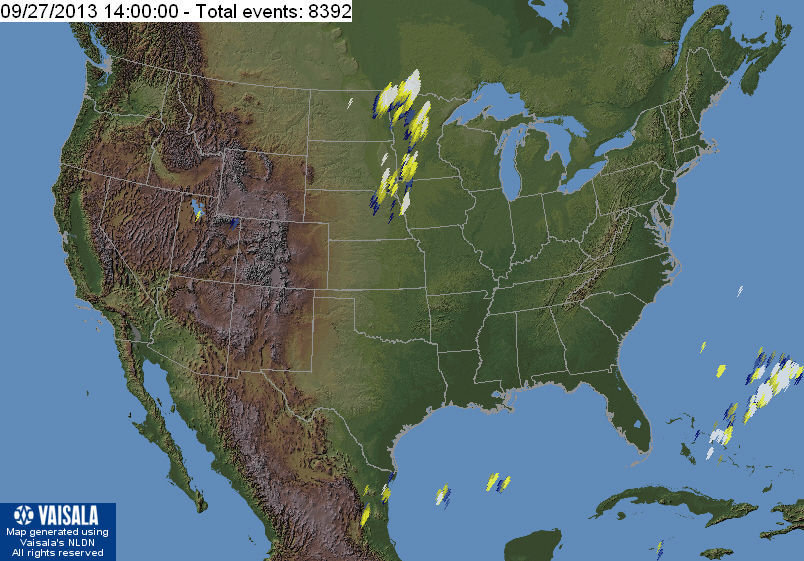 09/27/2013 14:00:00 - Total events: 8392
VAISALA
Map generated using
Vaisala's NLDN
All rights reserved